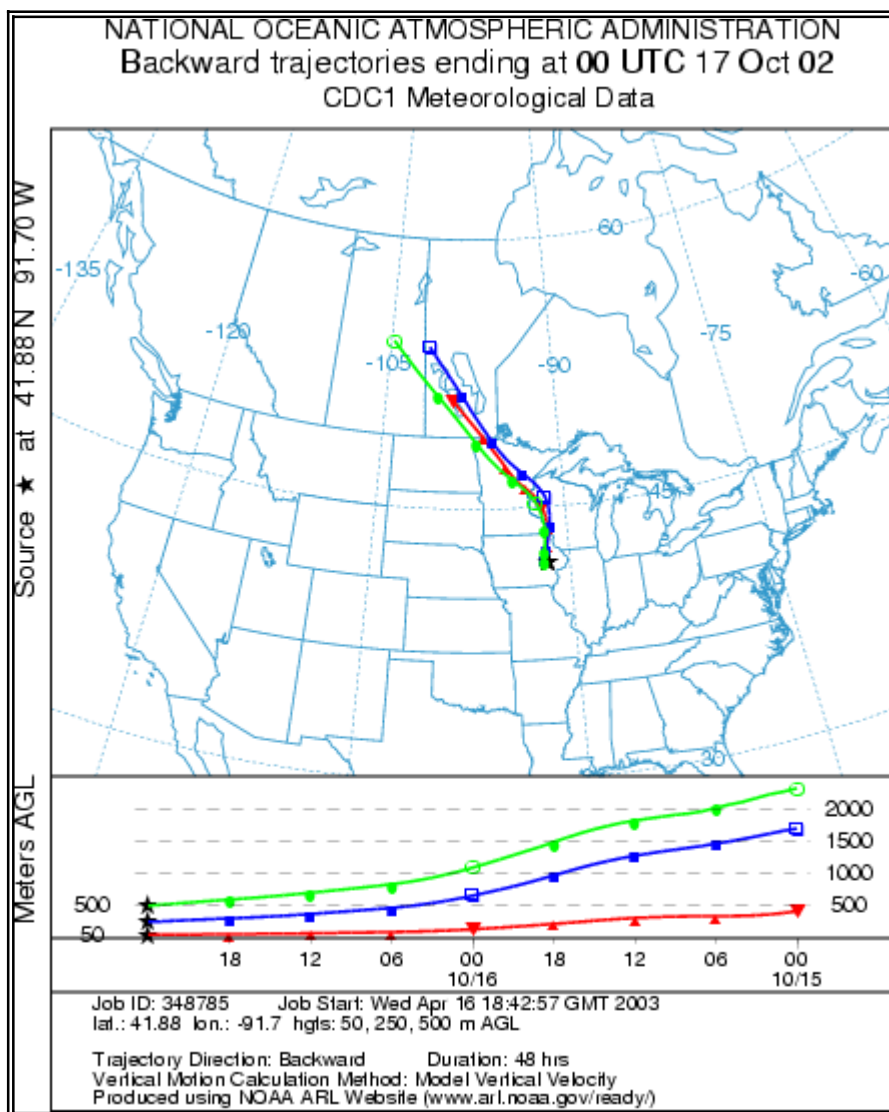 NATIONAL OCEANIC ATMOSPHERIC ADMINISTRATION
Backward trajectories ending at 00 UTC 17 Oct 02
CDC1 Meteorological Data
Source ★ at 41.88 N 91.70 W
60
-135
-60
-120
-75
-105
-90
45
30
Meters AGL
2000
1500
1000
500
500
50
18 12 06 00 18 12 06 00
10/16 10/15
Job ID: 348785 Job Start: Wed Apr 16 18:42:57 GMT 2003
lat.: 41.88 lon.: -91.7 hgts: 50, 250, 500 m AGL
Trajectory Direction: Backward Duration: 48 hrs
Vertical Motion Calculation Method: Model Vertical Velocity
Produced using NOAA ARL Website (www.arl.noaa.gov/ready/)